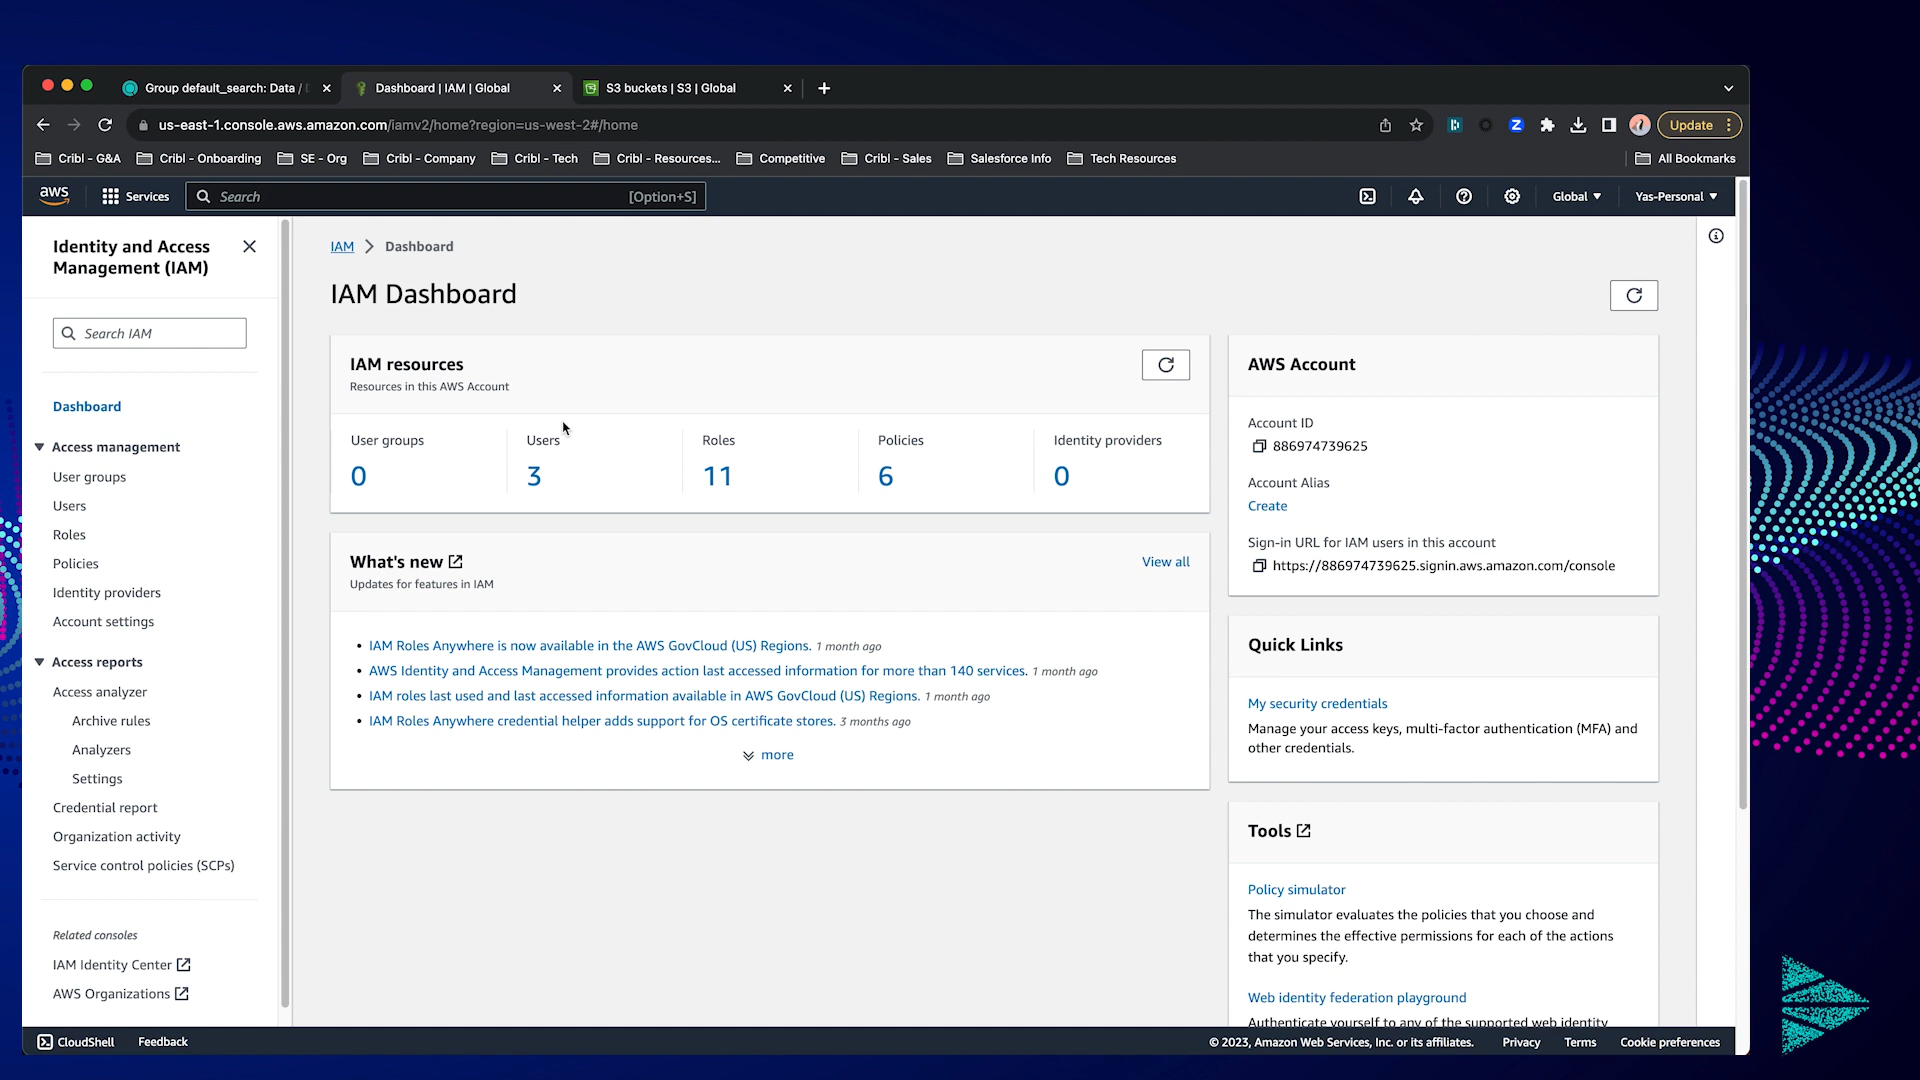 Group default_search: Data /
Dashboard | IAM | Global
S3 buckets | S3 | Global
us-east-1.console.aws.amazon.com/iamv2/home?region=us-west-2#/home
Update
Cribl - G&A
Cribl - Onboarding
SE - Org
Cribl - Company
Cribl - Tech
Cribl - Resources...
Competitive
Cribl - Sales
Salesforce Info
Tech Resources
All Bookmarks
aws
Services
Search
[Option+S]
Global
Yas-Personal
Identity and Access
Management (IAM)
Search IAM
Dashboard
Access management
User groups
Users
Roles
Policies
Identity providers
Account settings
Access reports
Access analyzer
Archive rules
Analyzers
Settings
Credential report
Organization activity
Service control policies (SCPs)
Related consoles
IAM Identity Center
AWS Organizations
IAM > Dashboard
IAM Dashboard
IAM resources
Resources in this AWS Account
User groups
0
Users
3
Roles
11
Policies
6
Identity providers
0
What's new
View all
Updates for features in IAM
• IAM Roles Anywhere is now available in the AWS GovCloud (US) Regions. 1 month ago
• AWS Identity and Access Management provides action last accessed information for more than 140 services. 1 month ago
• IAM roles last used and last accessed information available in AWS GovCloud (US) Regions. 1 month ago
• IAM Roles Anywhere credential helper adds support for OS certificate stores. 3 months ago
more
AWS Account
Account ID
886974739625
Account Alias
Create
Sign-in URL for IAM users in this account
https://886974739625.signin.aws.amazon.com/console
Quick Links
My security credentials
Manage your access keys, multi-factor authentication (MFA) and
other credentials.
Tools
Policy simulator
The simulator evaluates the policies that you choose and
determines the effective permissions for each of the actions
that you specify.
Web identity federation playground
Authenticate yourself to any of the supported web identity
CloudShell
Feedback
© 2023, Amazon Web Services, Inc. or its affiliates.
Privacy
Terms
Cookie preferences